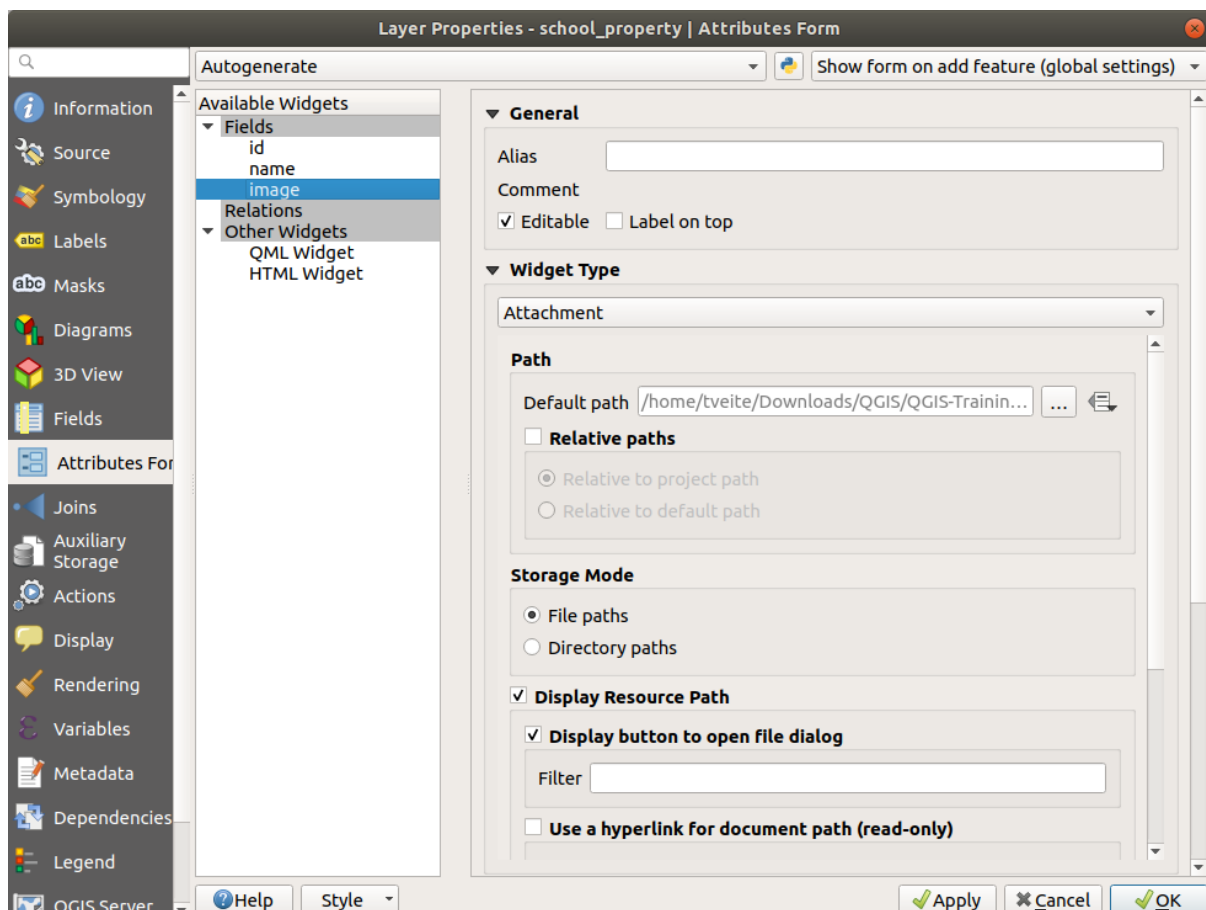 Layer Properties - school_property | Attributes Form
Autogenerate
Show form on add feature (global settings)
Information
Source
Symbology
abc Labels
abc Masks
Diagrams
3D View
Fields
Attributes For
Joins
Auxiliary
Storage
Actions
Display
Rendering
Variables
Metadata
Dependencies
Legend
QGIS Server
Available Widgets
Fields
id
name
image
Relations
Other Widgets
QML Widget
HTML Widget
General
Alias
Comment
Editable Label on top
Widget Type
Attachment
Path
Default path /home/tveite/Downloads/QGIS/QGIS-Trainin... ...
Relative paths
Relative to project path
Relative to default path
Storage Mode
File paths
Directory paths
Display Resource Path
Display button to open file dialog
Filter
Use a hyperlink for document path (read-only)
Help Style Apply Cancel OK